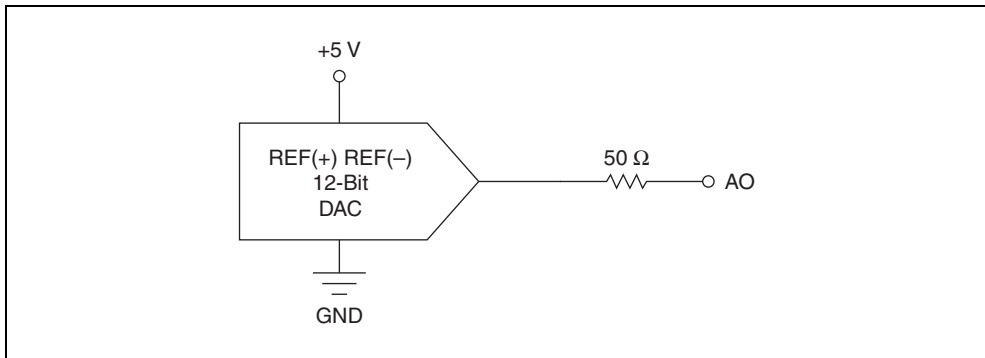 +5 V
REF(+) REF(–)
12-Bit
DAC
50 Ω
AO
GND